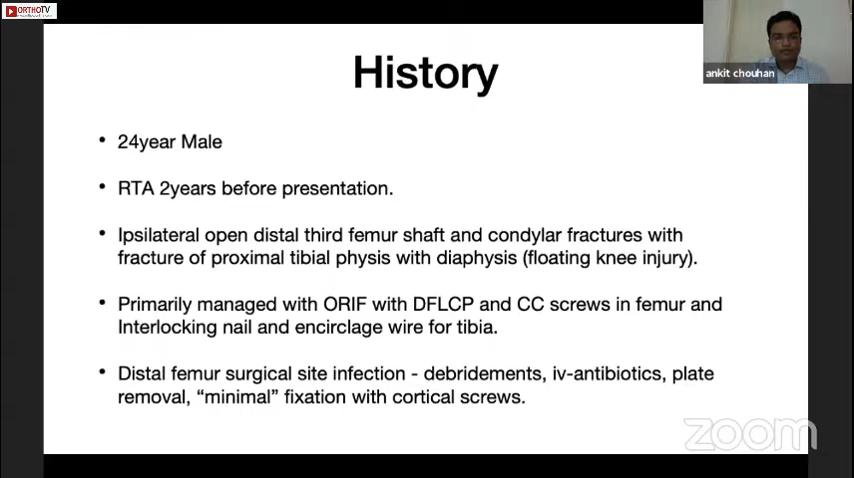 ORTHOTV
ankit chouhan
History
• 24year Male
• RTA 2years before presentation.
• Ipsilateral open distal third femur shaft and condylar fractures with
fracture of proximal tibial physis with diaphysis (floating knee injury).
• Primarily managed with ORIF with DFLCP and CC screws in femur and
Interlocking nail and encirclage wire for tibia.
• Distal femur surgical site infection - debridements, iv-antibiotics, plate
removal, “minimal” fixation with cortical screws.
zoom